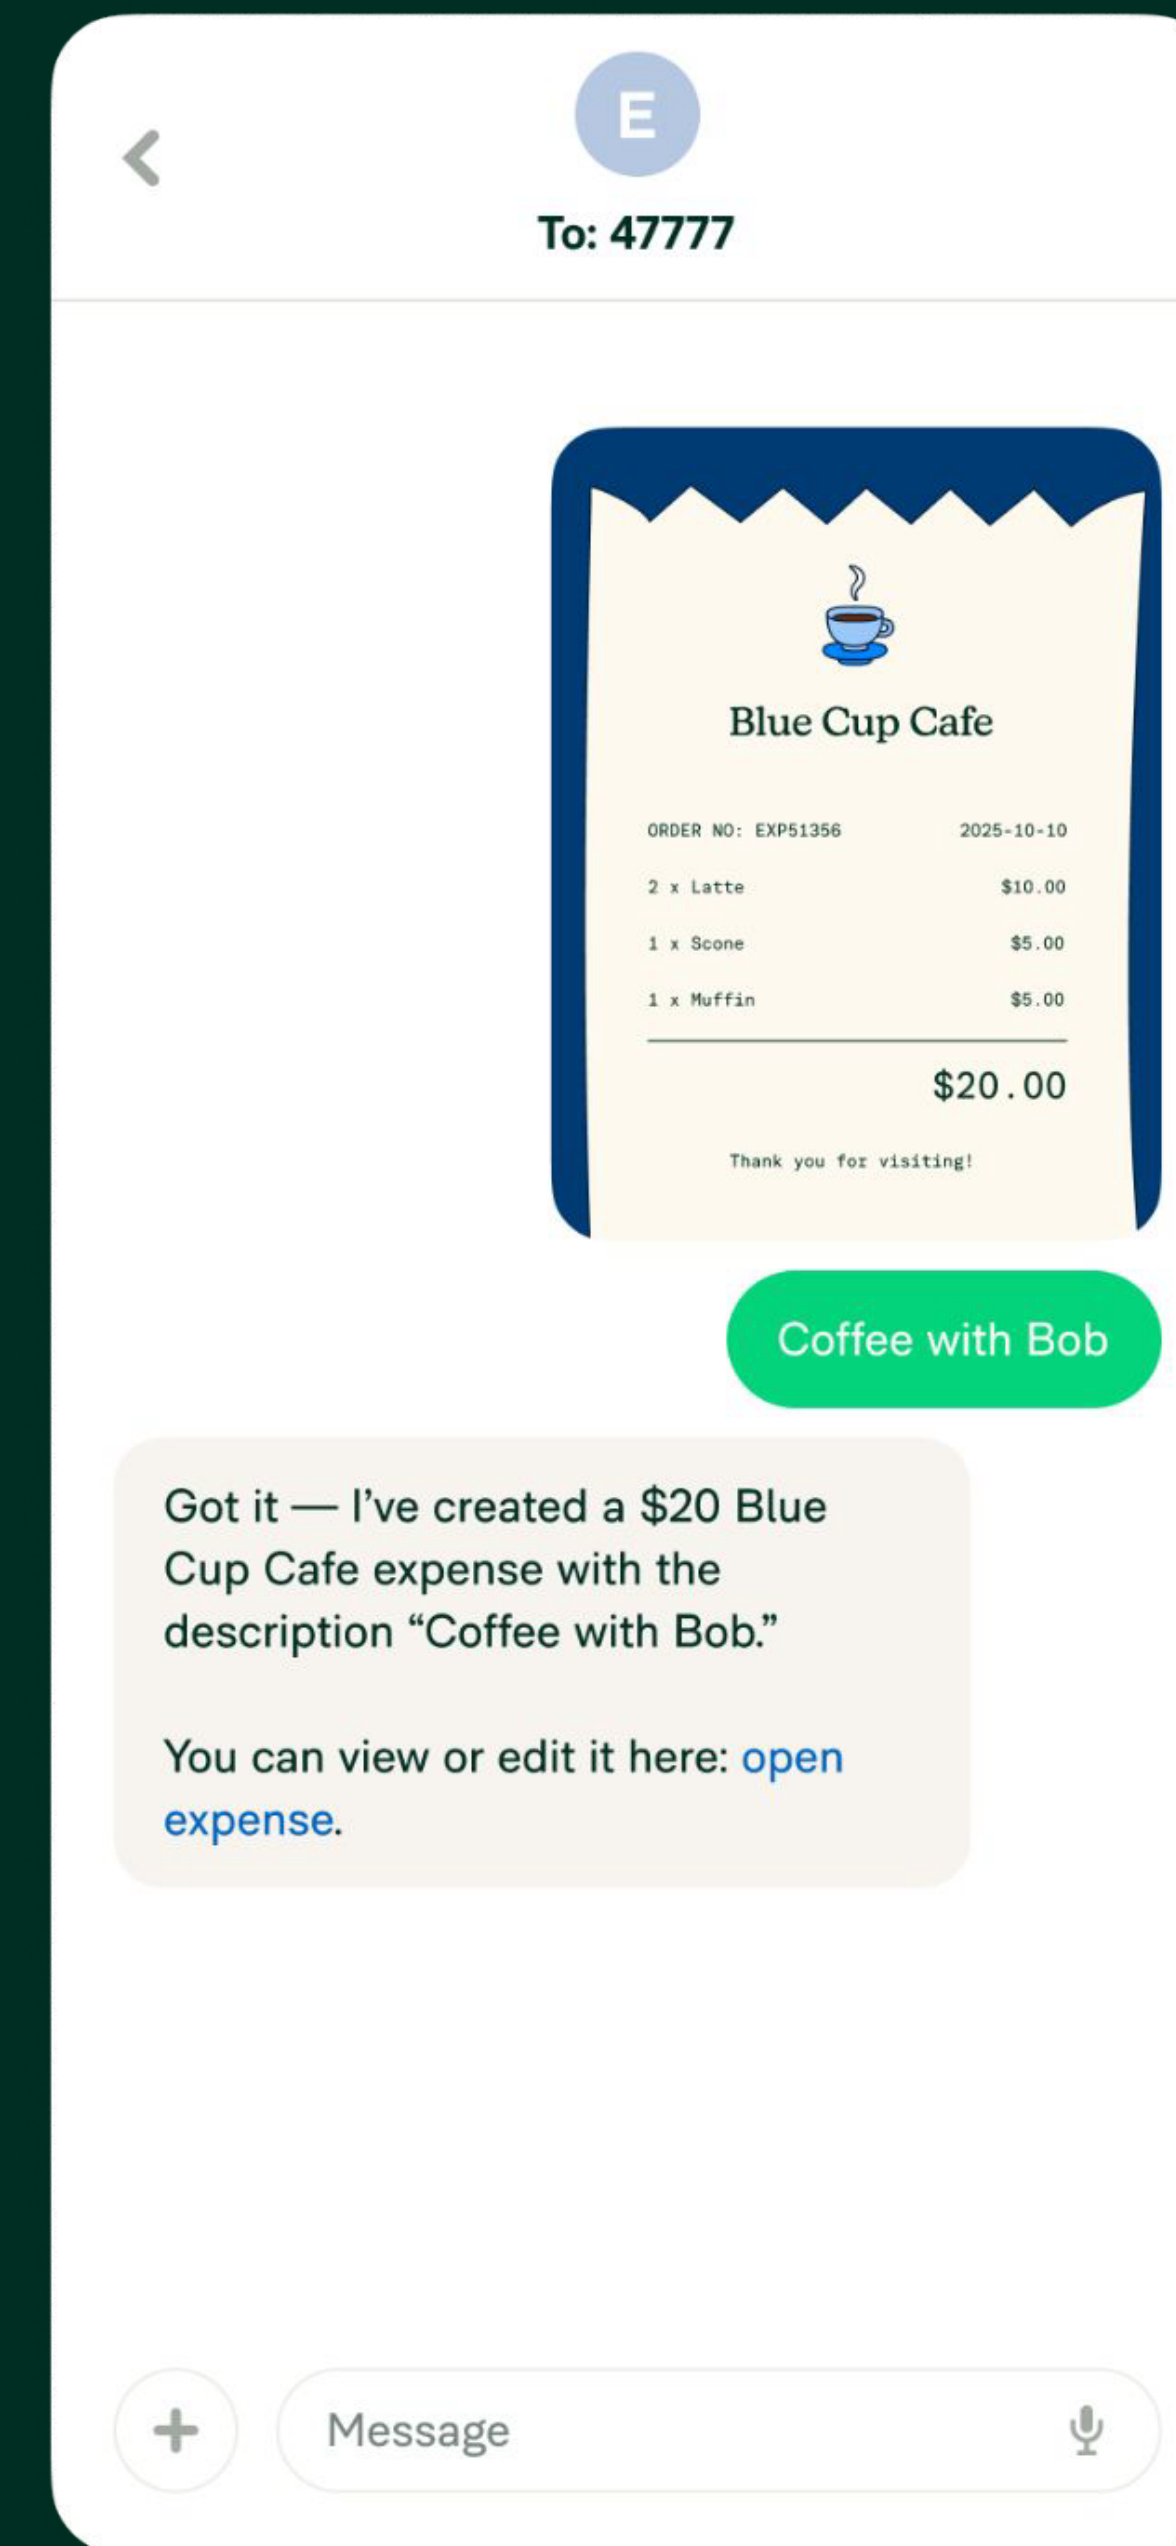 E
To: 47777
Blue Cup Cafe
ORDER NO: EXP51356 2025-10-10
2 x Latte $10.00
1 x Scone $5.00
1 x Muffin $5.00
$20.00
Thank you for visiting!
Coffee with Bob
Got it — I’ve created a $20 Blue
Cup Cafe expense with the
description “Coffee with Bob.”
You can view or edit it here: open
expense.
Message